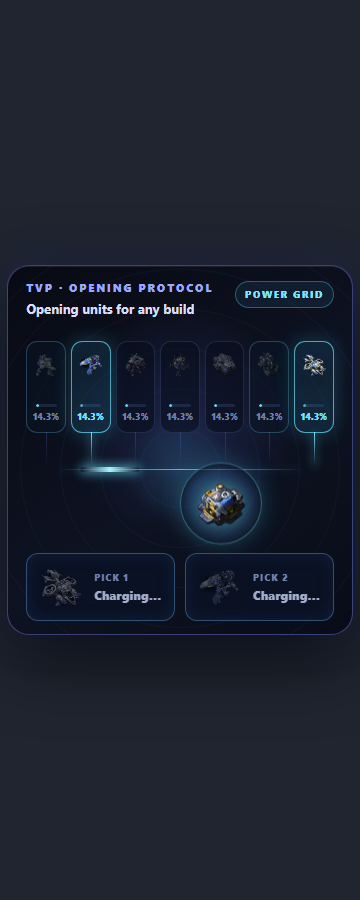 TVP · OPENING PROTOCOL
Opening units for any build
POWER GRID
14.3% 14.3% 14.3% 14.3% 14.3% 14.3% 14.3%
PICK 1
Charging...
PICK 2
Charging...